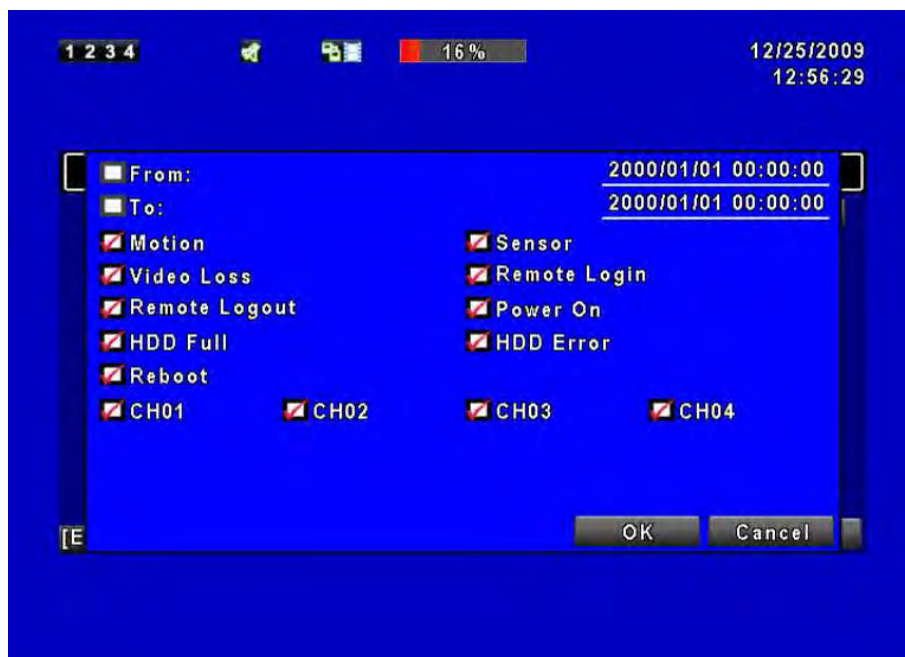 1 2 3 4 16% 12/25/2009
12:56:29
From: 2000/01/01 00:00:00
To: 2000/01/01 00:00:00
Motion Sensor
Video Loss Remote Login
Remote Logout Power On
HDD Full HDD Error
Reboot
CH01 CH02 CH03 CH04
[E OK Cancel